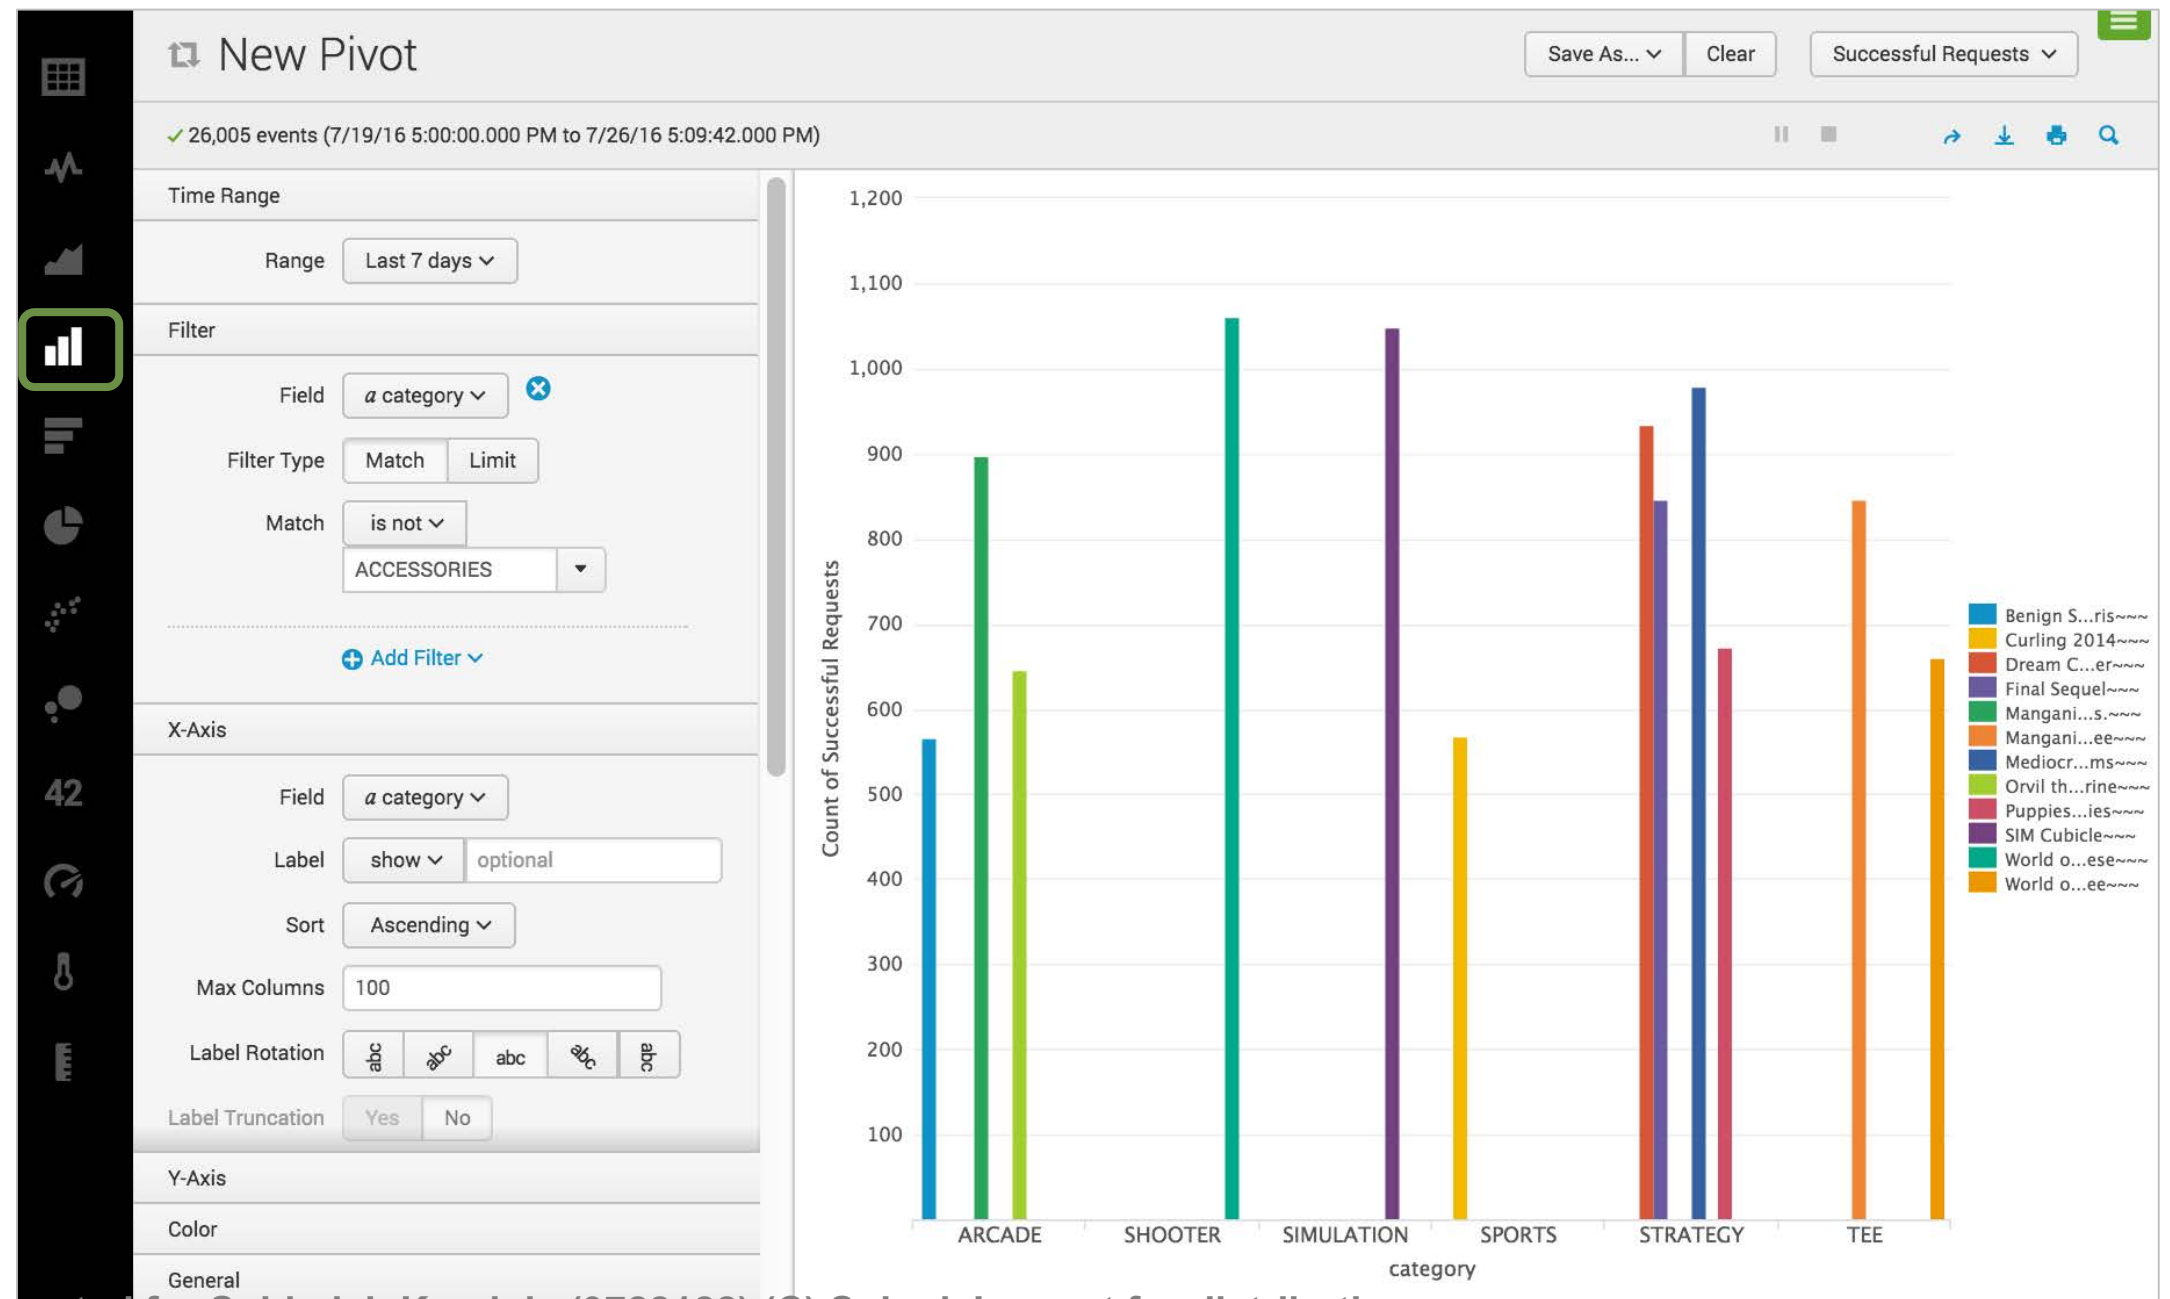 New Pivot
Save As...
Clear
Successful Requests
26,005 events (7/19/16 5:00:00.000 PM to 7/26/16 5:09:42.000 PM)
Time Range
Range
Last 7 days
Filter
Field
a category
Filter Type
Match
Limit
Match
is not
ACCESSORIES
Add Filter
X-Axis
Field
a category
Label
show
optional
Sort
Ascending
Max Columns
100
Label Rotation
abc
abc
abc
abc
abc
Label Truncation
Yes
No
Y-Axis
Color
General
42
1,200
1,100
1,000
900
800
700
600
500
400
300
200
100
Count of Successful Requests
ARCADE
SHOOTER
SIMULATION
SPORTS
STRATEGY
TEE
category
Benign S...ris~~~
Curling 2014~~~
Dream C...er~~~
Final Sequel~~~
Mangani...s.~~~
Mangani...ee~~~
Mediocr...ms~~~
Orvil th...rine~~~
Puppies...ies~~~
SIM Cubicle~~~
World o...ese~~~
World o...ee~~~